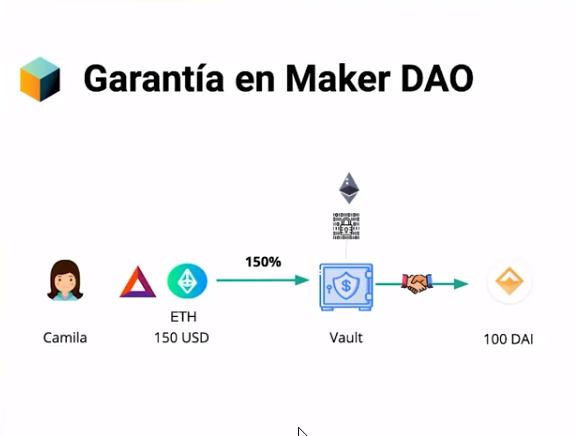 Garantía en Maker DAO
150%
ETH
Camila
150 USD
Vault
100 DAI